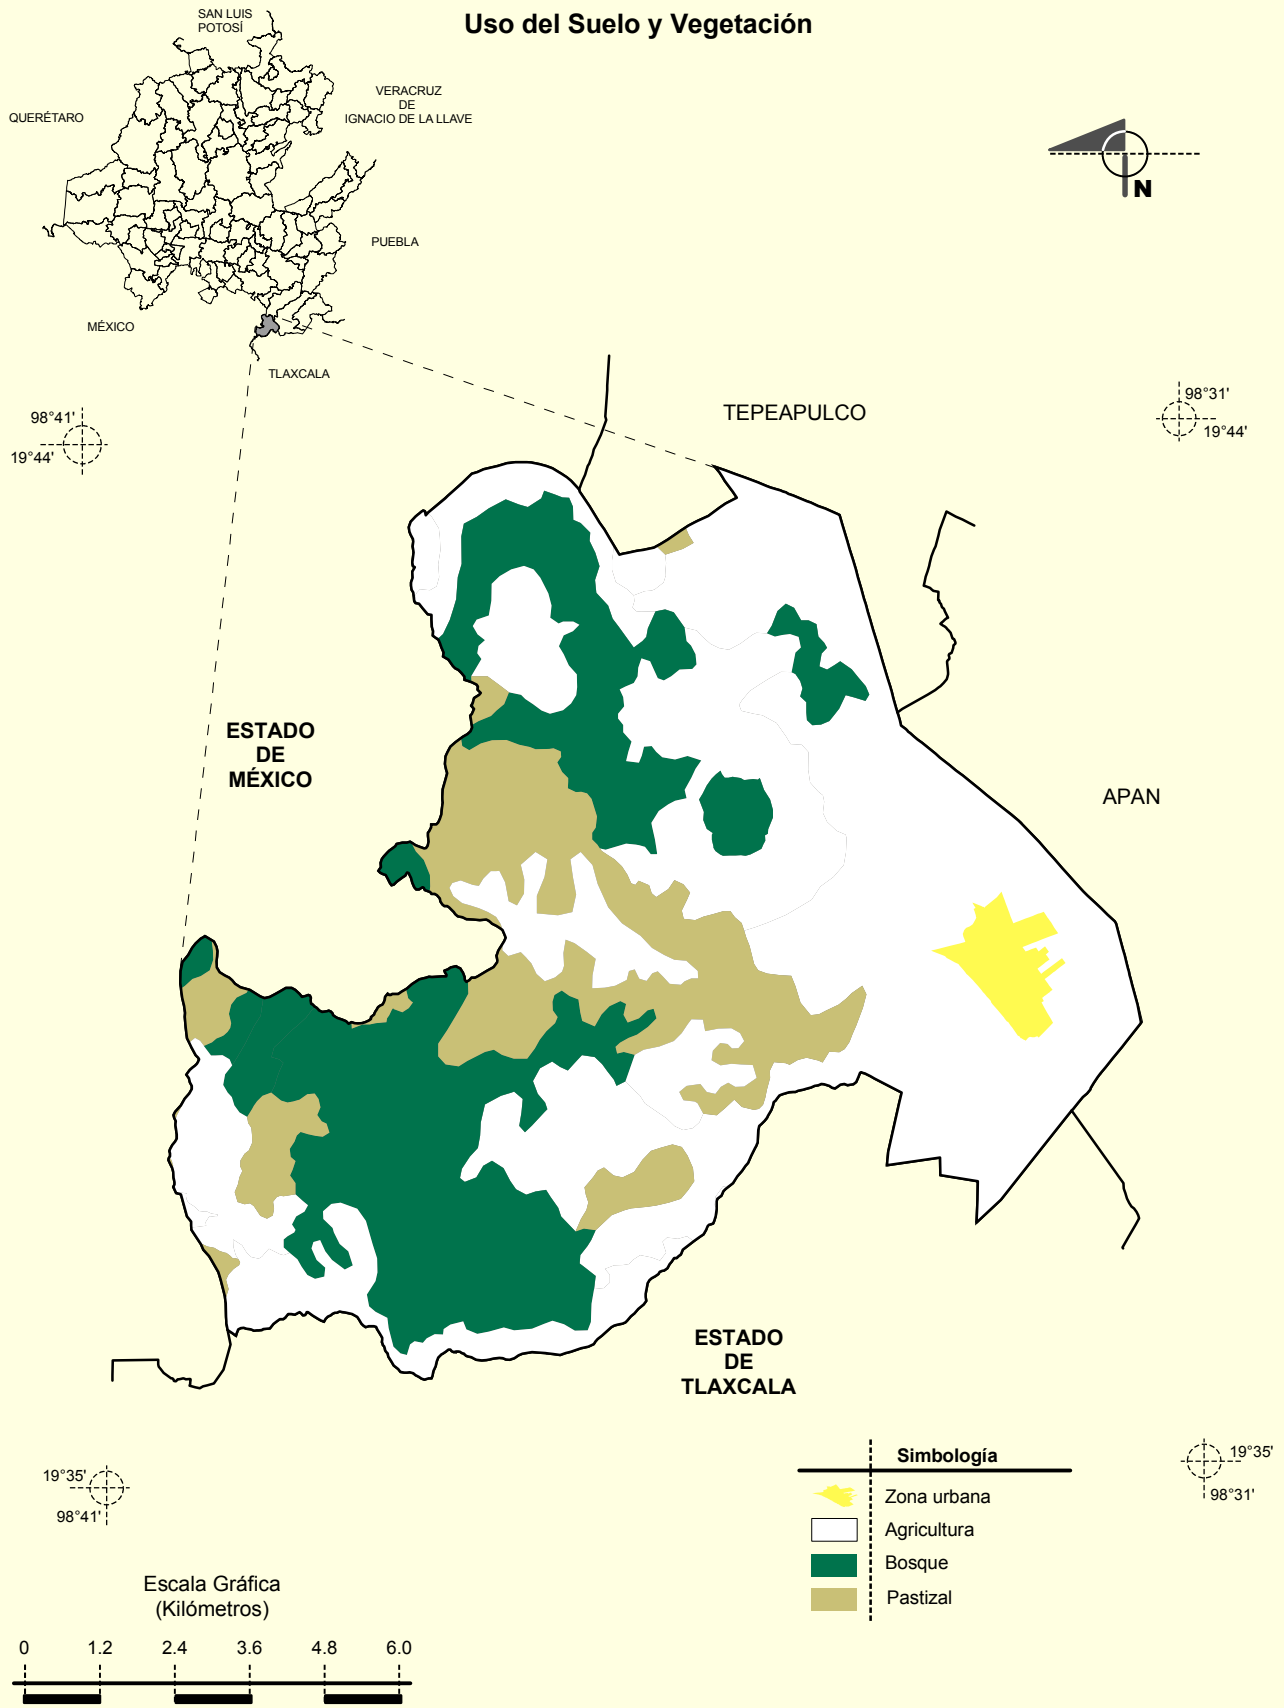 Uso del Suelo y Vegetación
SAN LUIS
POTOSÍ
VERACRUZ
DE
IGNACIO DE LA LLAVE
QUERÉTARO
N
PUEBLA
MÉXICO
TLAXCALA
TEPEAPULCO
98°41'
19°44'
98°31'
19°44'
ESTADO
DE
MÉXICO
APAN
ESTADO
DE
TLAXCALA
19°35'
98°41'
19°35'
98°31'
Simbología
Zona urbana
Agricultura
Bosque
Pastizal
Escala Gráfica
(Kilómetros)
0 1.2 2.4 3.6 4.8 6.0